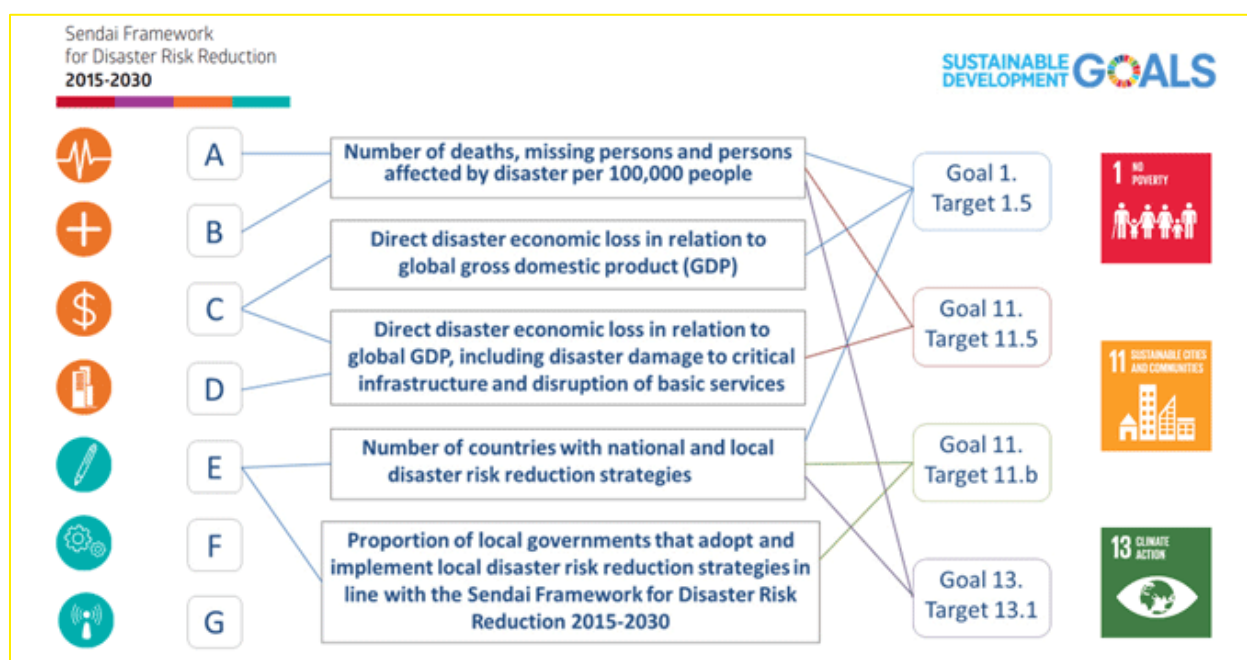 Sendai Framework
for Disaster Risk Reduction
2015-2030
SUSTAINABLE
DEVELOPMENT
GOALS
A
B
C
D
E
F
G
Number of deaths, missing persons and persons
affected by disaster per 100,000 people
Direct disaster economic loss in relation to
global gross domestic product (GDP)
Direct disaster economic loss in relation to
global GDP, including disaster damage to critical
infrastructure and disruption of basic services
Number of countries with national and local
disaster risk reduction strategies
Proportion of local governments that adopt and
implement local disaster risk reduction strategies in
line with the Sendai Framework for Disaster Risk
Reduction 2015-2030
Goal 1.
Target 1.5
Goal 11.
Target 11.5
Goal 11.
Target 11.b
Goal 13.
Target 13.1
1 NO
POVERTY
11 SUSTAINABLE CITIES
AND COMMUNITIES
13 CLIMATE
ACTION